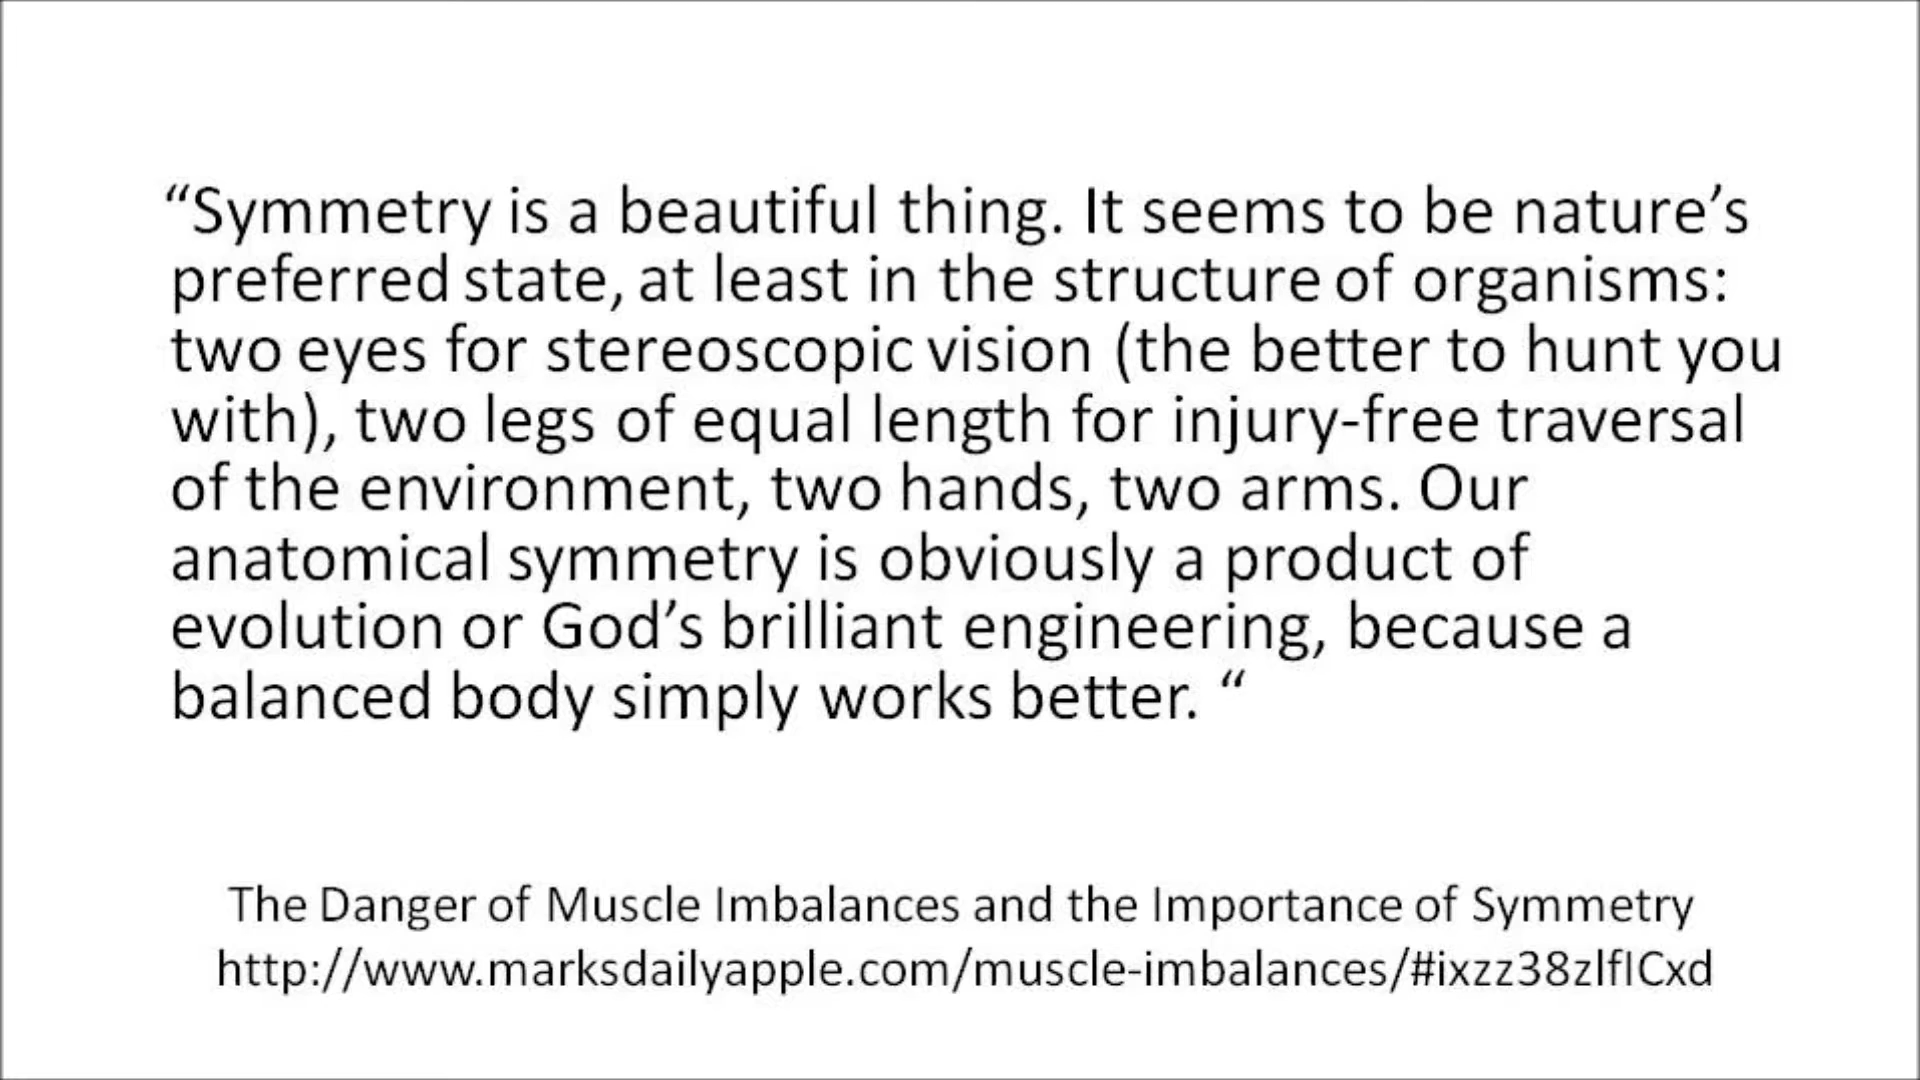 “Symmetry is a beautiful thing. It seems to be nature’s
preferred state, at least in the structure of organisms:
two eyes for stereoscopic vision (the better to hunt you
with), two legs of equal length for injury-free traversal
of the environment, two hands, two arms. Our
anatomical symmetry is obviously a product of
evolution or God’s brilliant engineering, because a
balanced body simply works better. “
The Danger of Muscle Imbalances and the Importance of Symmetry
http://www.marksdailyapple.com/muscle-imbalances/#ixzz38zlfICxd